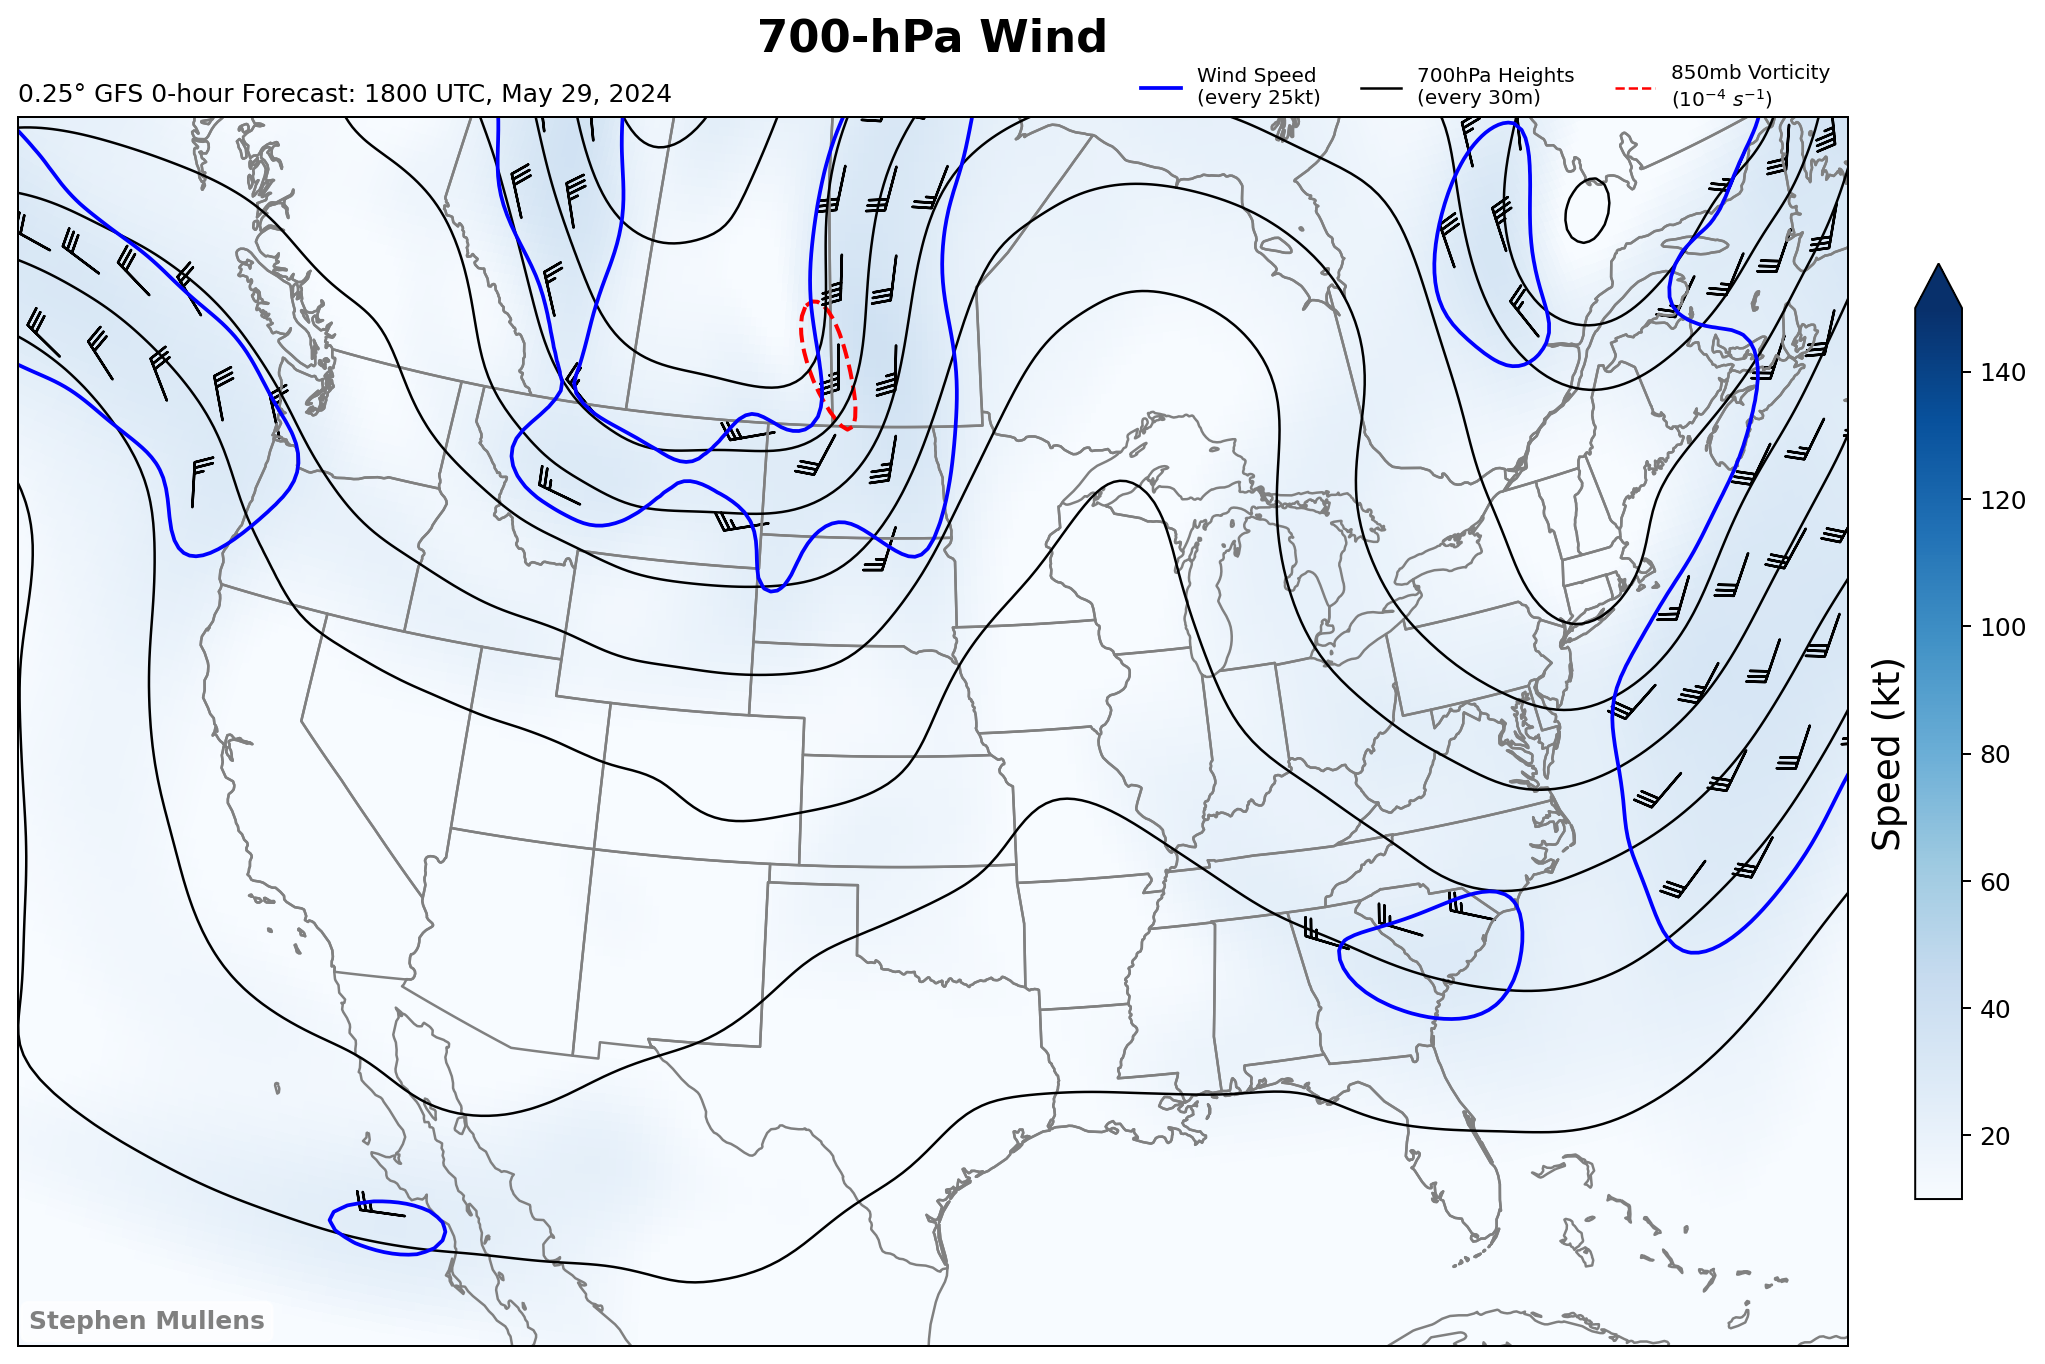 700-hPa Wind
0.25° GFS 0-hour Forecast: 1800 UTC, May 29, 2024
Wind Speed
(every 25kt)
700hPa Heights
(every 30m)
850mb Vorticity
(10⁻⁴ s⁻¹)
140
120
100
80
60
40
20
Speed (kt)
Stephen Mullens